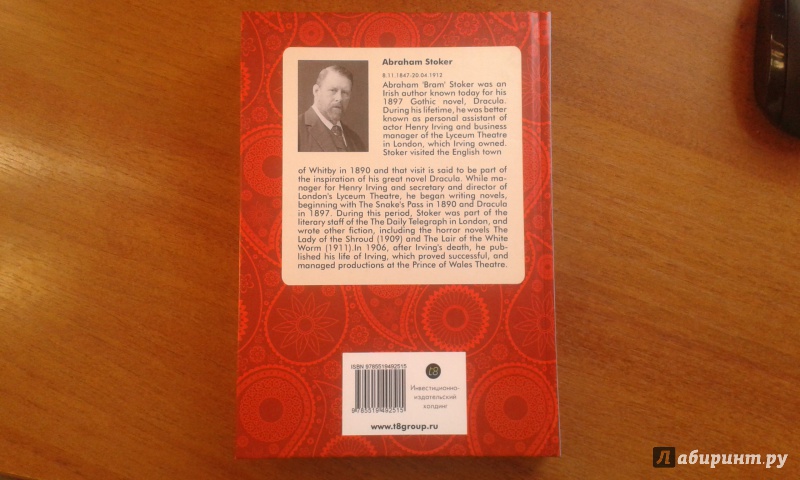 Abraham Stoker
8.11.1847-20.04.1912
Abraham 'Bram' Stoker was an
Irish author known today for his
1897 Gothic novel, Dracula.
During his lifetime, he was better
known as personal assistant of
actor Henry Irving and business
manager of the Lyceum Theatre
in London, which Irving owned.
Stoker visited the English town
of Whitby in 1890 and that visit is said to be part of
the inspiration of his great novel Dracula. While ma-
nager for Henry Irving and secretary and director of
London's Lyceum Theatre, he began writing novels,
beginning with The Snake's Pass in 1890 and Dracula
in 1897. During this period, Stoker was part of the
literary staff of the The Daily Telegraph in London, and
wrote other fiction, including the horror novels The
Lady of the Shroud (1909) and The Lair of the White
Worm (1911).In 1906, after Irving's death, he pub-
lished his life of Irving, which proved successful, and
managed productions at the Prince of Wales Theatre.
ISBN 9785519492515
9785519492515
t8
Инвестиционно-
издательский
холдинг
www.t8group.ru
Лабиринт.ру